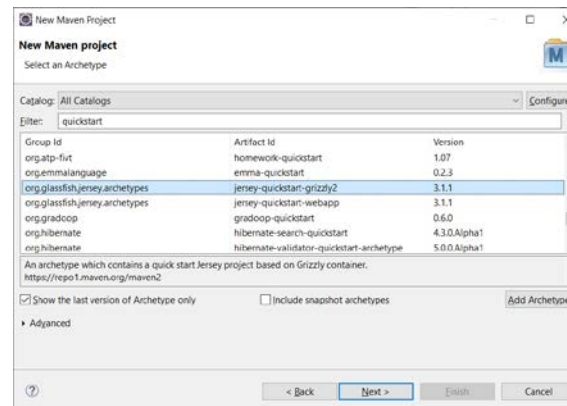 New Maven Project
New Maven project
Select an Archetype
Catalog: All Catalogs Configure
Filter: quickstart
Group Id Artifact Id Version
org.atp-fivt homework-quickstart 1.07
org.emmalanguage emma-quickstart 0.2.3
org.glassfish.jersey.archetypes jersey-quickstart-grizzly2 3.1.1
org.glassfish.jersey.archetypes jersey-quickstart-webapp 3.1.1
org.gradoop gradoop-quickstart 0.6.0
org.hibernate hibernate-search-quickstart 4.3.0.Alpha1
org.hibernate hibernate-validator-quickstart-archetype 5.0.0.Alpha1
An archetype which contains a quick start Jersey project based on Grizzly container.
https://repo1.maven.org/maven2
Show the last version of Archetype only Include snapshot archetypes Add Archetype
Advanced
? < Back Next > Finish Cancel